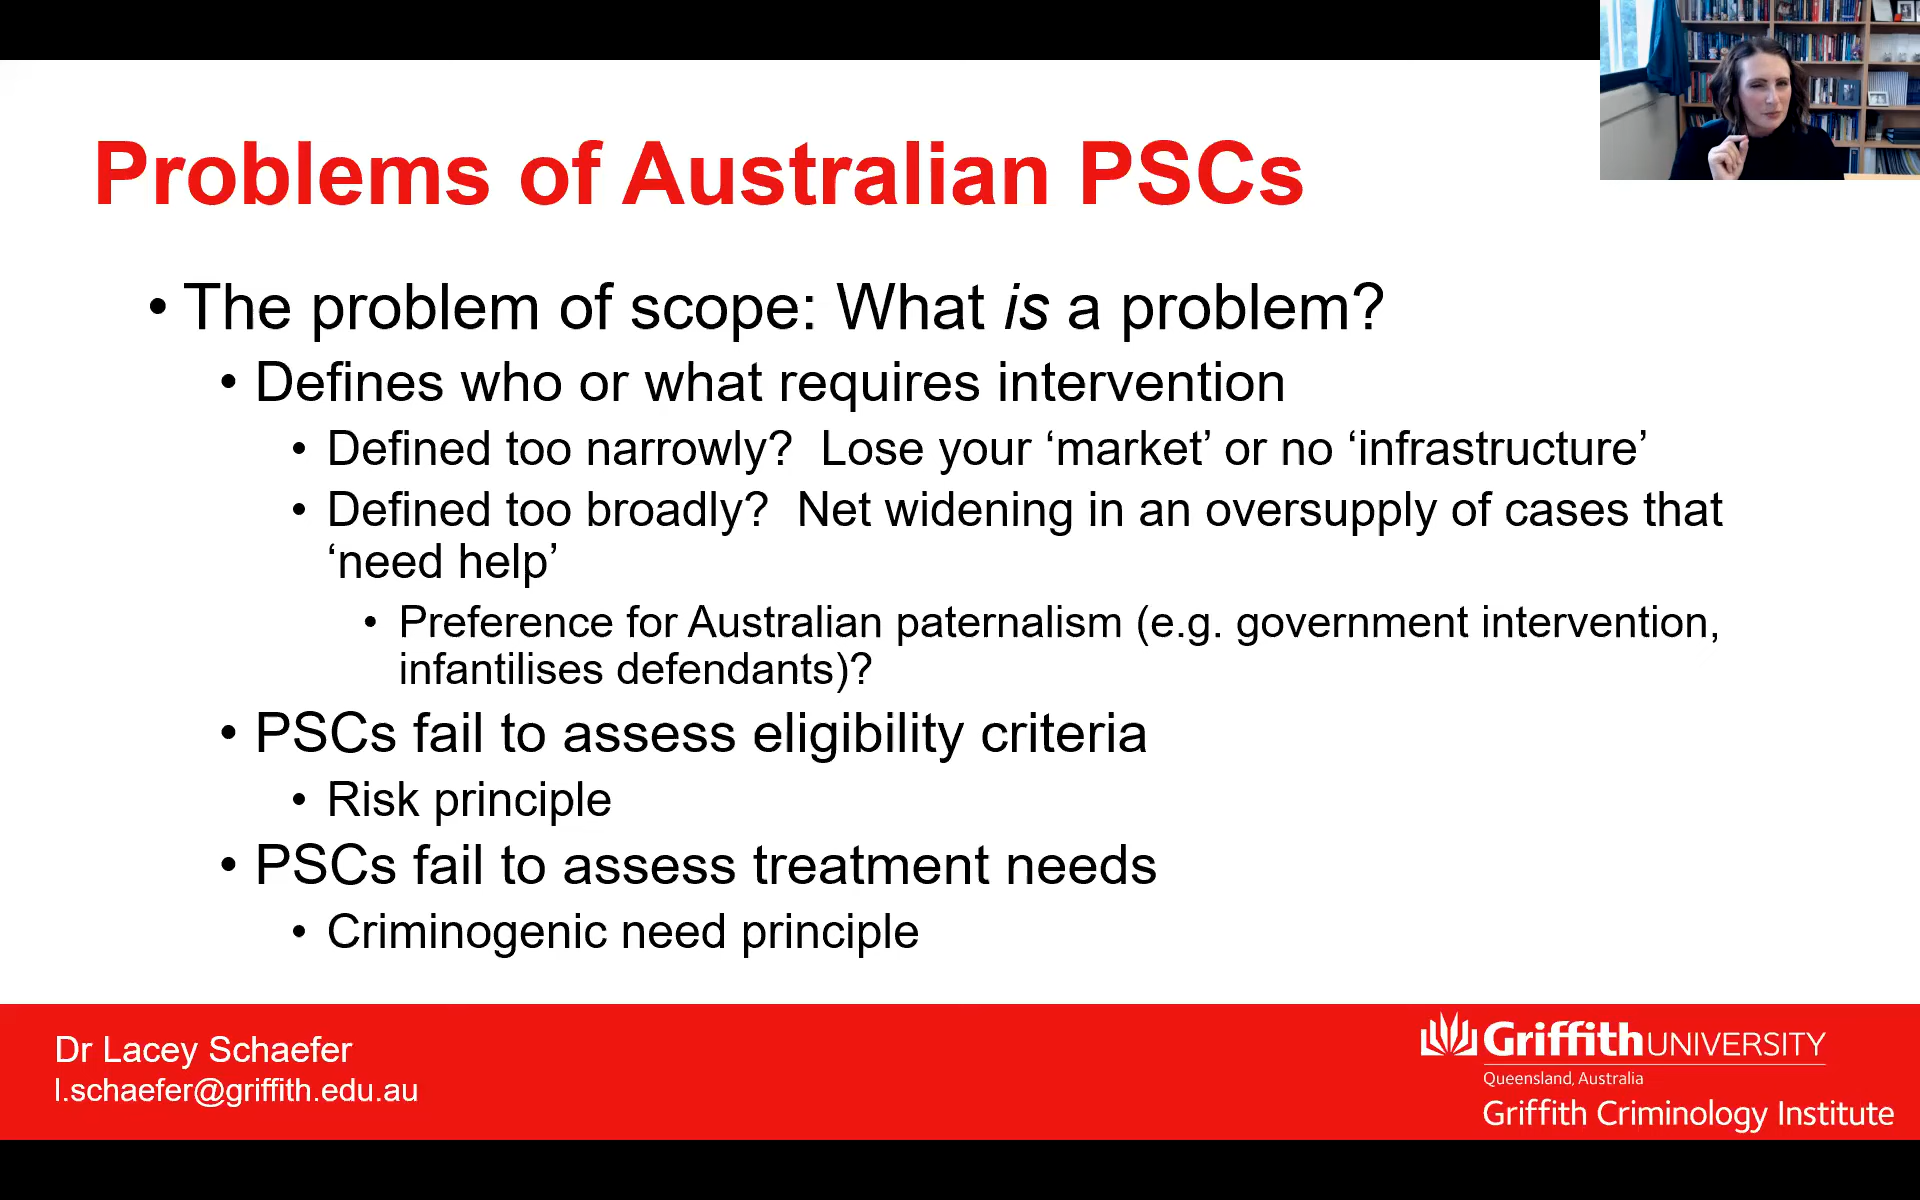 Problems of Australian PSCs
• The problem of scope: What is a problem?
• Defines who or what requires intervention
• Defined too narrowly?  Lose your ‘market’ or no ‘infrastructure’
• Defined too broadly?  Net widening in an oversupply of cases that
‘need help’
• Preference for Australian paternalism (e.g. government intervention,
infantilises defendants)?
• PSCs fail to assess eligibility criteria
• Risk principle
• PSCs fail to assess treatment needs
• Criminogenic need principle
Dr Lacey Schaefer
l.schaefer@griffith.edu.au
Griffith UNIVERSITY
Queensland, Australia
Griffith Criminology Institute